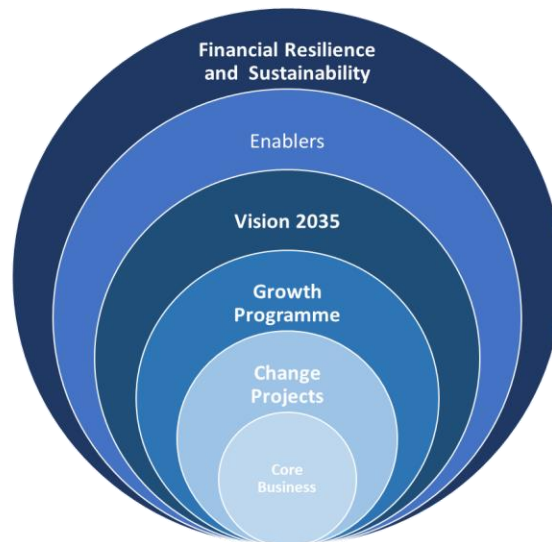 Financial Resilience
and Sustainability
Enablers
Vision 2035
Growth
Programme
Change
Projects
Core
Business